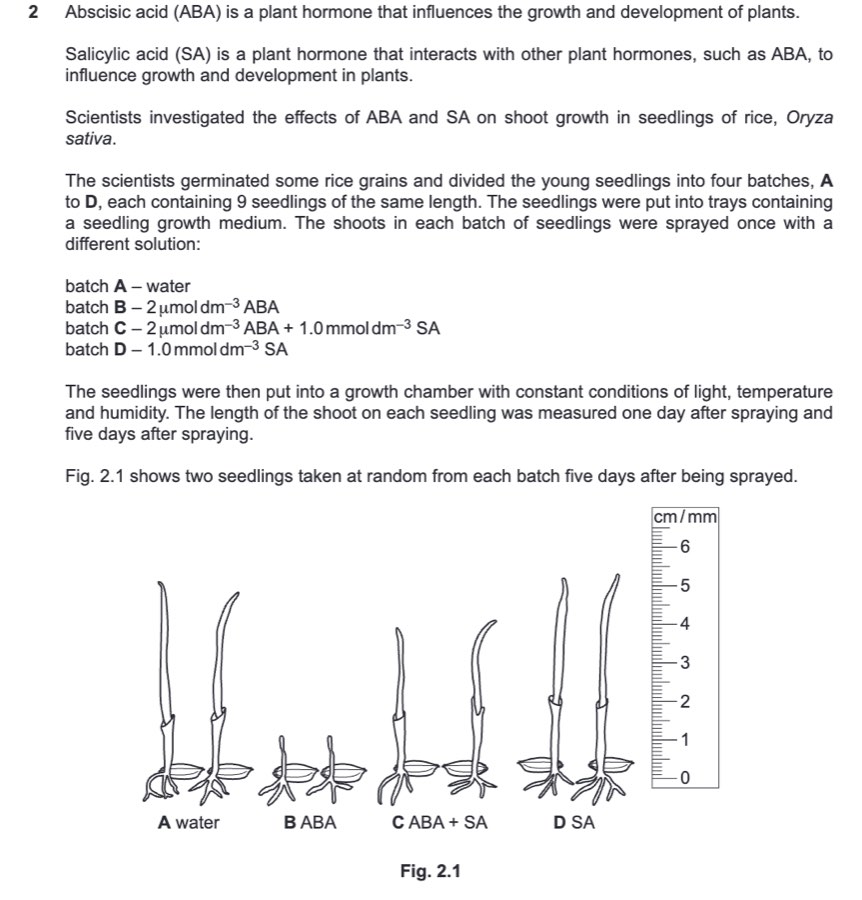 2 Abscisic acid (ABA) is a plant hormone that influences the growth and development of plants.
Salicylic acid (SA) is a plant hormone that interacts with other plant hormones, such as ABA, to
influence growth and development in plants.
Scientists investigated the effects of ABA and SA on shoot growth in seedlings of rice, Oryza
sativa.
The scientists germinated some rice grains and divided the young seedlings into four batches, A
to D, each containing 9 seedlings of the same length. The seedlings were put into trays containing
a seedling growth medium. The shoots in each batch of seedlings were sprayed once with a
different solution:
batch A – water
batch B – 2 μmol dm⁻³ ABA
batch C – 2 μmol dm⁻³ ABA + 1.0 mmol dm⁻³ SA
batch D – 1.0 mmol dm⁻³ SA
The seedlings were then put into a growth chamber with constant conditions of light, temperature
and humidity. The length of the shoot on each seedling was measured one day after spraying and
five days after spraying.
Fig. 2.1 shows two seedlings taken at random from each batch five days after being sprayed.
cm/mm
6
5
4
3
2
1
0
A water B ABA C ABA + SA D SA
Fig. 2.1